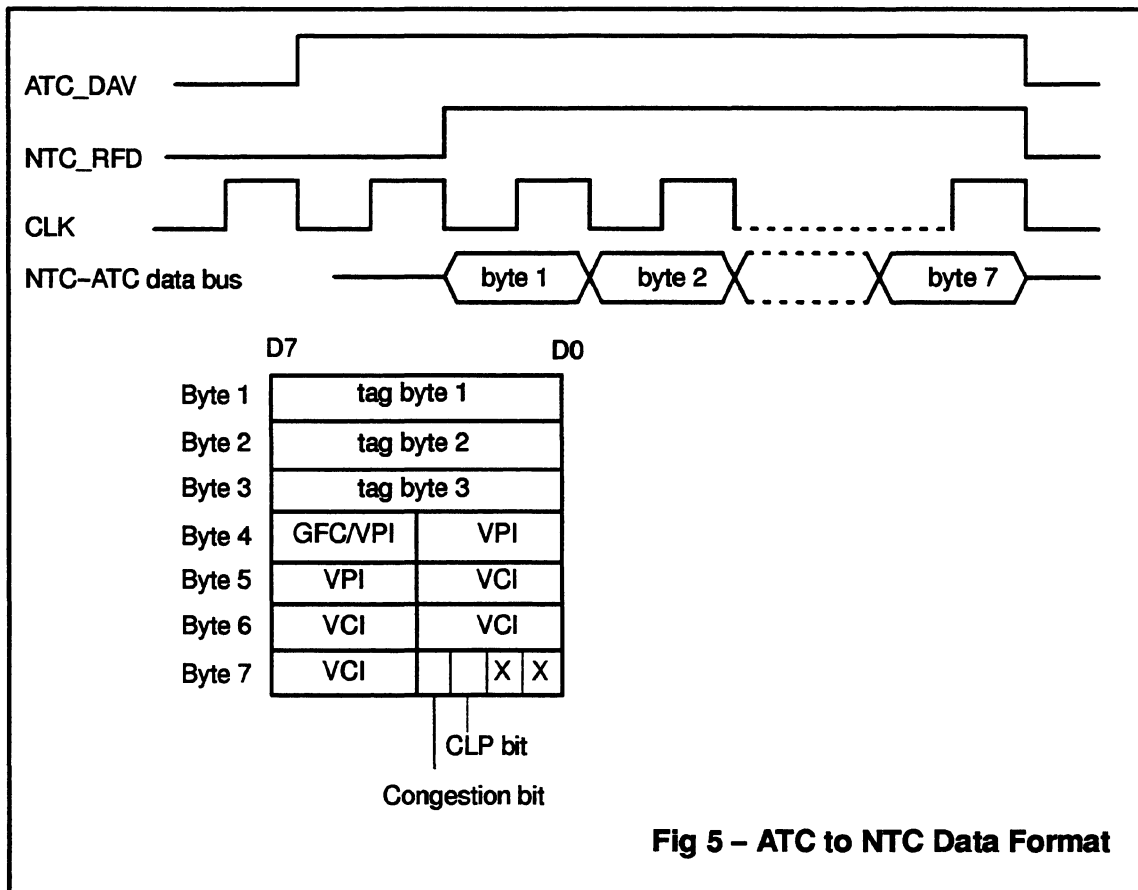 ATC_DAV
NTC_RFD
CLK
NTC–ATC data bus byte 1 byte 2 byte 7
D7 D0
Byte 1 tag byte 1
Byte 2 tag byte 2
Byte 3 tag byte 3
Byte 4 GFC/VPI VPI
Byte 5 VPI VCI
Byte 6 VCI VCI
Byte 7 VCI X X
CLP bit
Congestion bit
Fig 5 – ATC to NTC Data Format